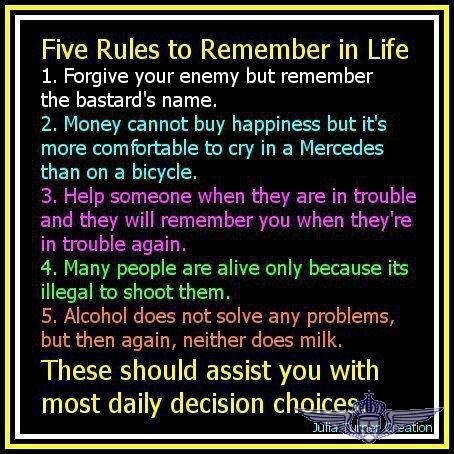 Five Rules to Remember in Life
1. Forgive your enemy but remember
the bastard's name.
2. Money cannot buy happiness but it's
more comfortable to cry in a Mercedes
than on a bicycle.
3. Help someone when they are in trouble
and they will remember you when they're
in trouble again.
4. Many people are alive only because its
illegal to shoot them.
5. Alcohol does not solve any problems,
but then again, neither does milk.
These should assist you with
most daily decision choices
Julia Creation